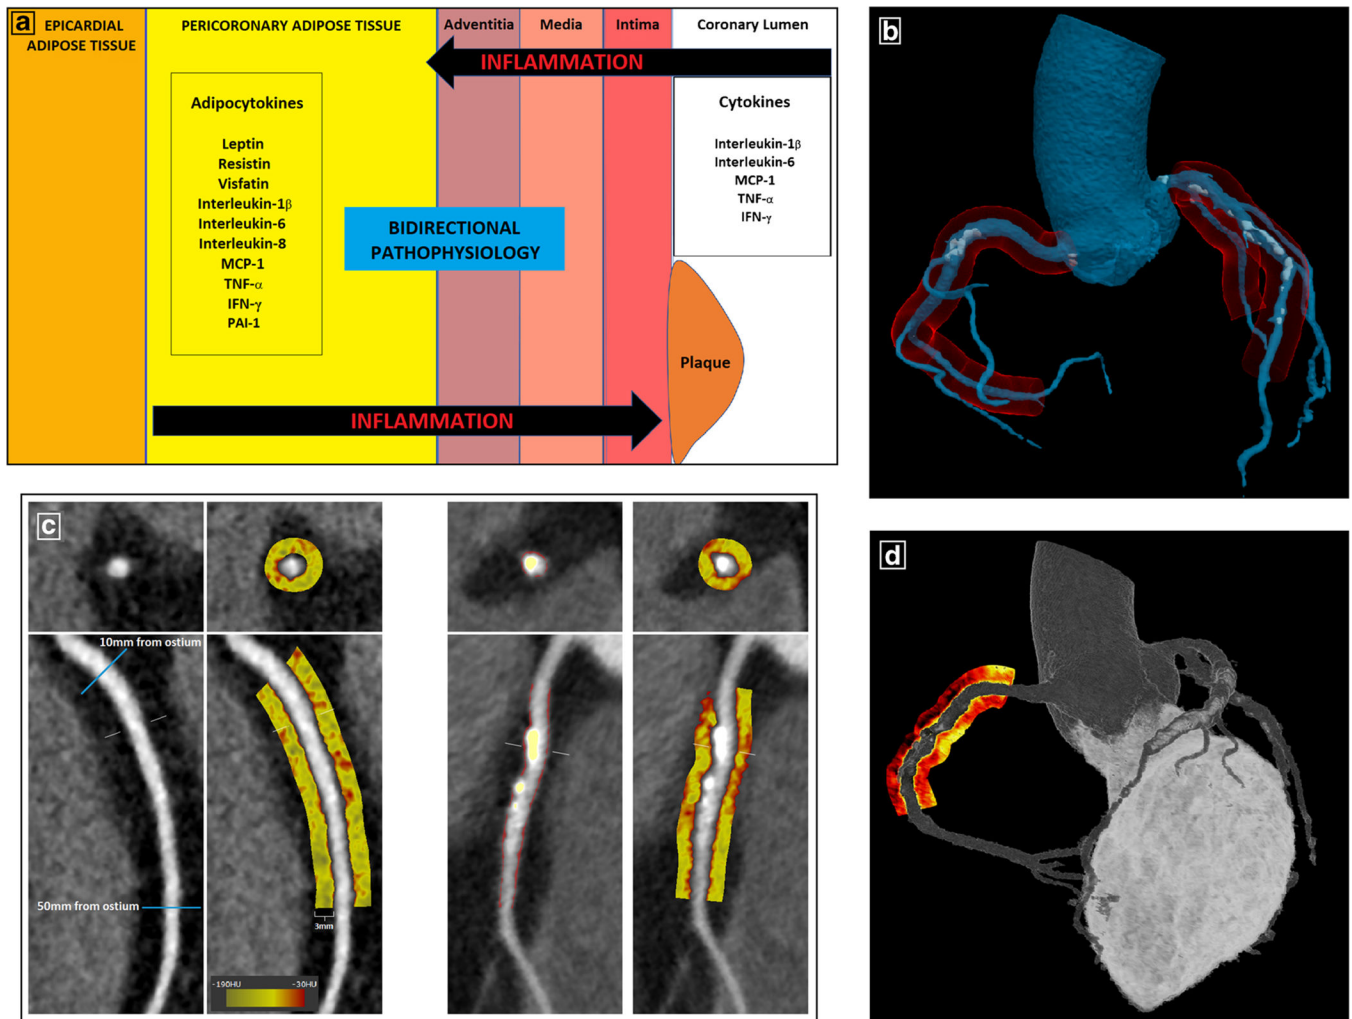 a
EPICARDIAL
ADIPOSE TISSUE
PERICORONARY ADIPOSE TISSUE
Adventitia
Media
Intima
Coronary Lumen
INFLAMMATION
Adipocytokines
Leptin
Resistin
Visfatin
Interleukin-1β
Interleukin-6
Interleukin-8
MCP-1
TNF-α
IFN-γ
PAI-1
BIDIRECTIONAL
PATHOPHYSIOLOGY
Cytokines
Interleukin-1β
Interleukin-6
MCP-1
TNF-α
IFN-γ
Plaque
INFLAMMATION
b
c
10mm from ostium
50mm from ostium
3mm
-190HU
-30HU
d